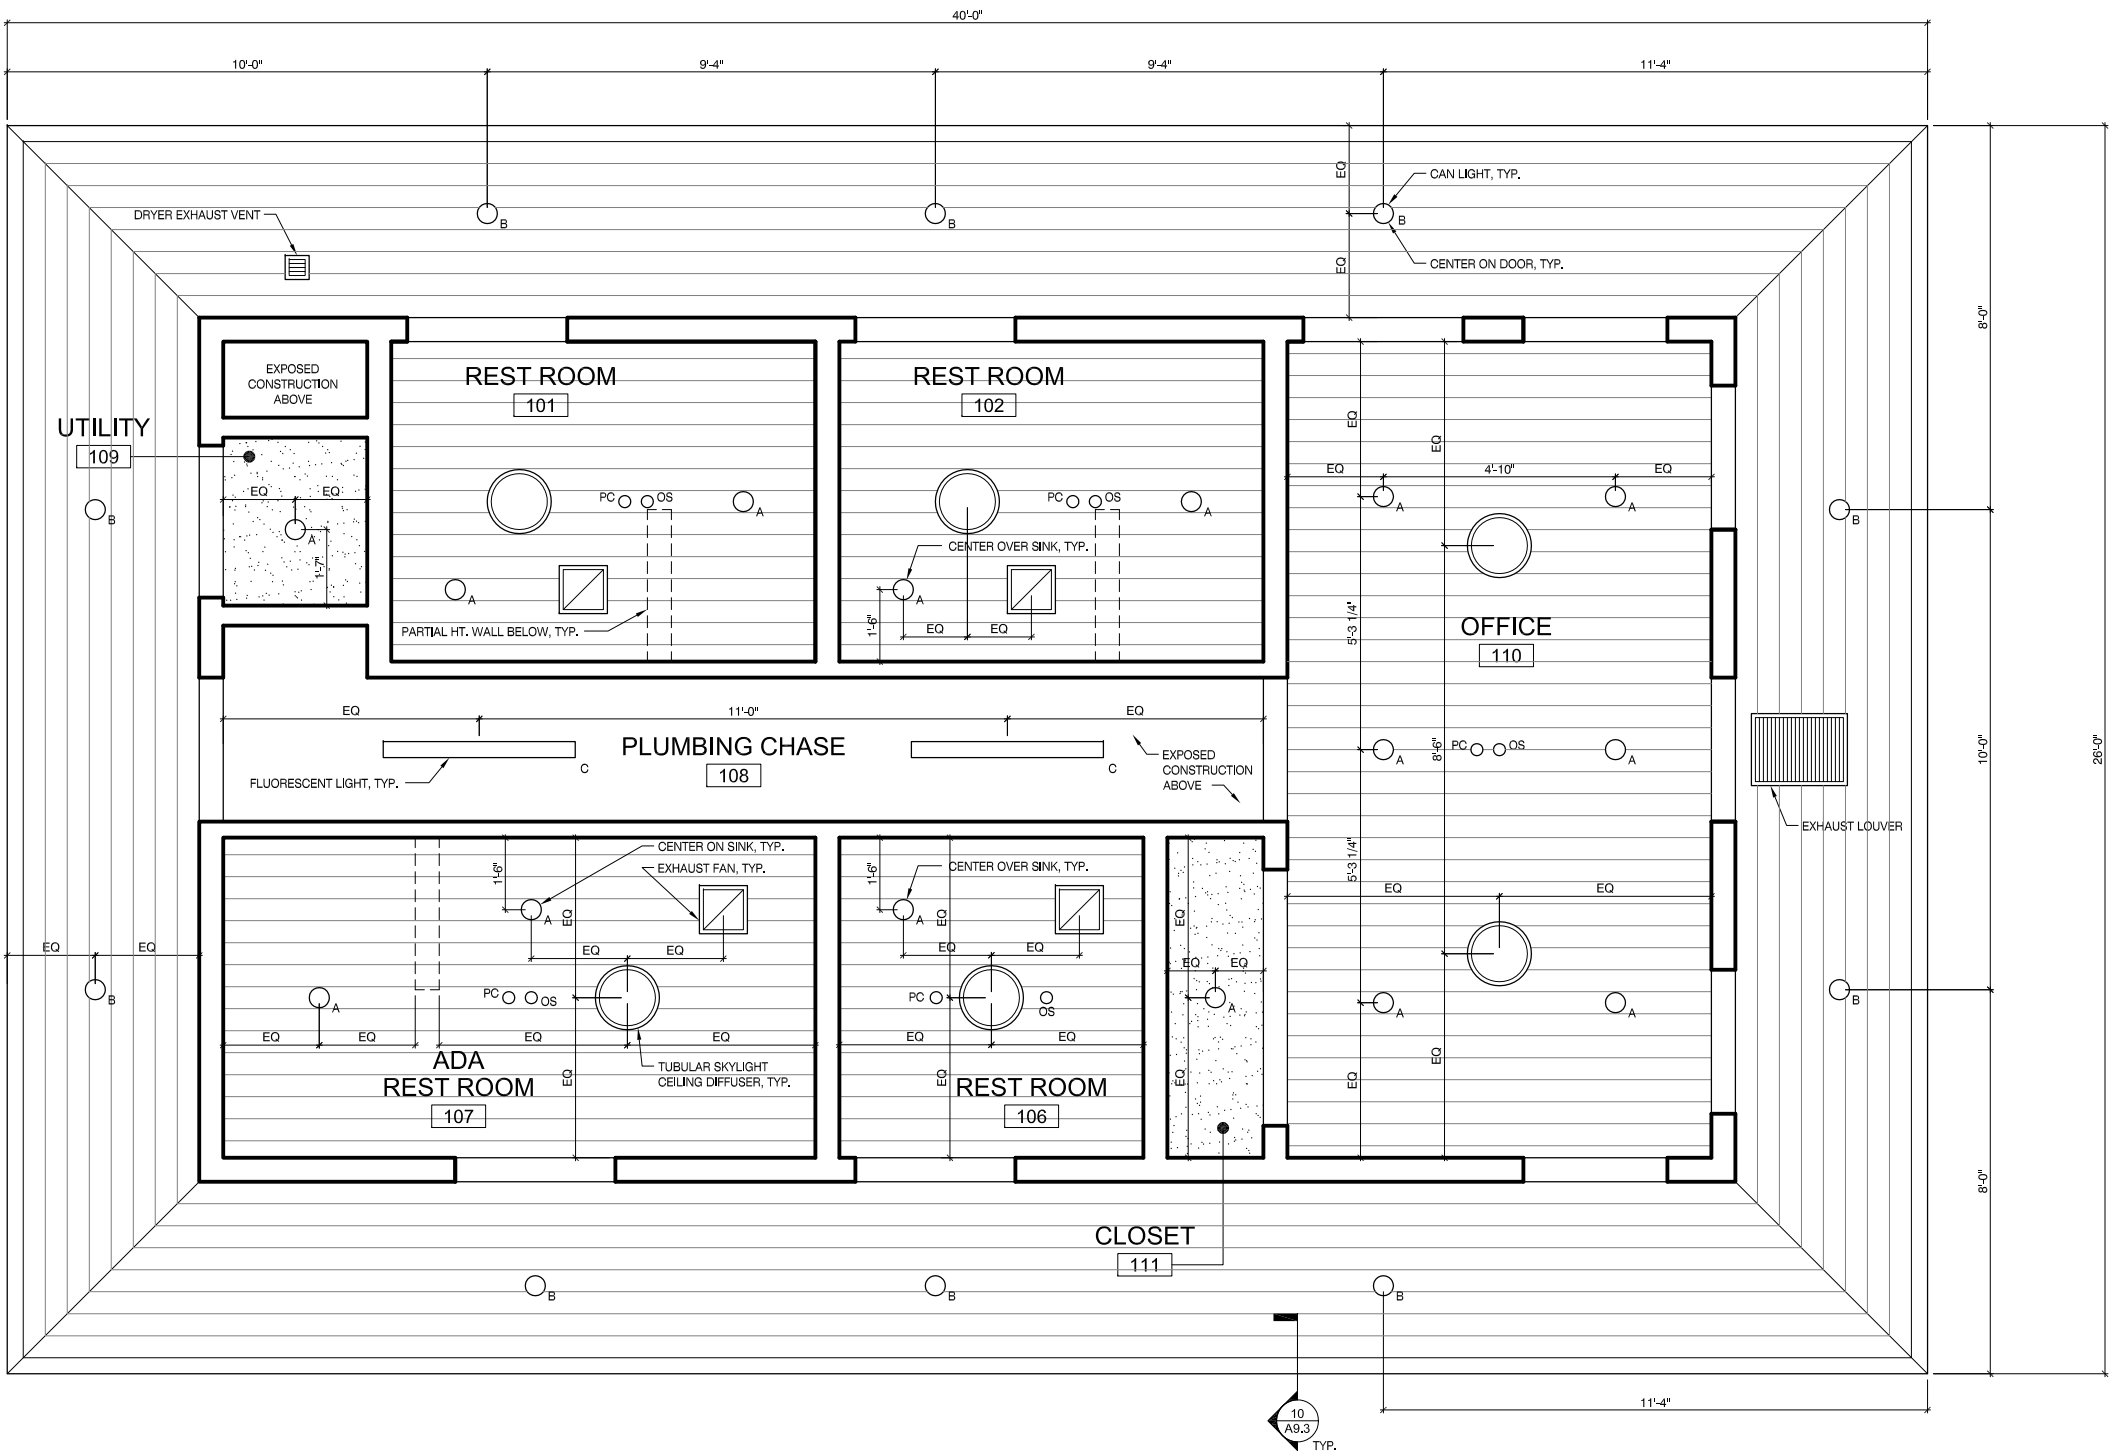 40'-0"
10'-0"
9'-4"
9'-4"
11'-4"
EQ
CAN LIGHT, TYP.
DRYER EXHAUST VENT
B
B
B
EQ
CENTER ON DOOR, TYP.
8'-0"
EXPOSED
CONSTRUCTION
ABOVE
REST ROOM
101
REST ROOM
102
UTILITY
109
EQ
EQ
EQ
4'-10"
EQ
EQ
EQ
PC
OS
A
PC
OS
A
A
A
B
B
A
1'-7"
CENTER OVER SINK, TYP.
A
A
1'-6"
EQ
EQ
PARTIAL HT. WALL BELOW, TYP.
5'-3 1/4"
OFFICE
110
EQ
11'-0"
EQ
PLUMBING CHASE
108
FLUORESCENT LIGHT, TYP.
C
C
EXPOSED
CONSTRUCTION
ABOVE
A
8'-6"
PC
OS
A
10'-0"
26'-0"
EXHAUST LOUVER
1'-6"
CENTER ON SINK, TYP.
EXHAUST FAN, TYP.
A
EQ
1'-6"
CENTER OVER SINK, TYP.
A
EQ
EQ
5'-3 1/4"
EQ
EQ
EQ
EQ
EQ
EQ
EQ
EQ
EQ
EQ
B
A
PC
OS
PC
OS
A
A
A
B
EQ
EQ
EQ
EQ
EQ
EQ
ADA
REST ROOM
107
EQ
TUBULAR SKYLIGHT
CEILING DIFFUSER, TYP.
REST ROOM
106
EQ
EQ
EQ
EQ
8'-0"
CLOSET
111
B
B
B
11'-4"
10
A9.3
TYP.